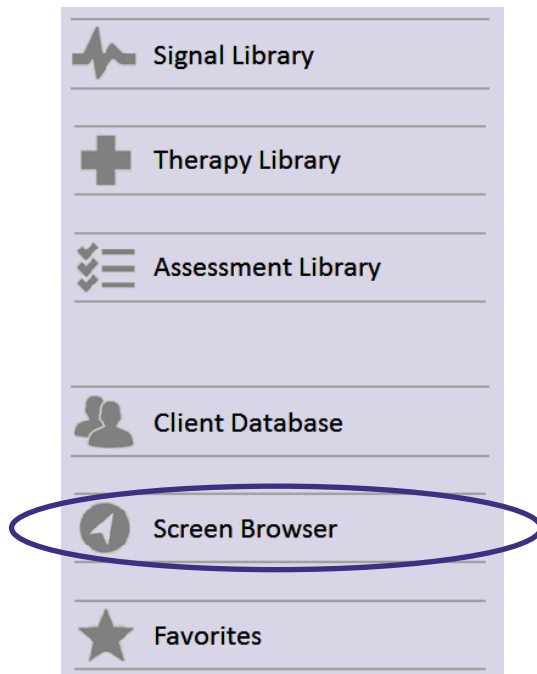 Signal Library
Therapy Library
Assessment Library
Client Database
Screen Browser
Favorites